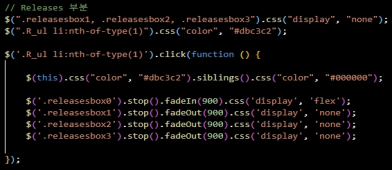 // Releases 부분
$(".releasesbox1, .releasesbox2, .releasesbox3").css("display", "none");
$(".R_ul li:nth-of-type(1)").css("color", "#dbc3c2");
$('.R_ul li:nth-of-type(1)').click(function () {
$(this).css("color", "#dbc3c2").siblings().css("color", "#000000");
$('.releasesbox0').stop().fadeIn(900).css('display', 'flex');
$('.releasesbox1').stop().fadeOut(900).css('display', 'none');
$('.releasesbox2').stop().fadeOut(900).css('display', 'none');
$('.releasesbox3').stop().fadeOut(900).css('display', 'none');
});